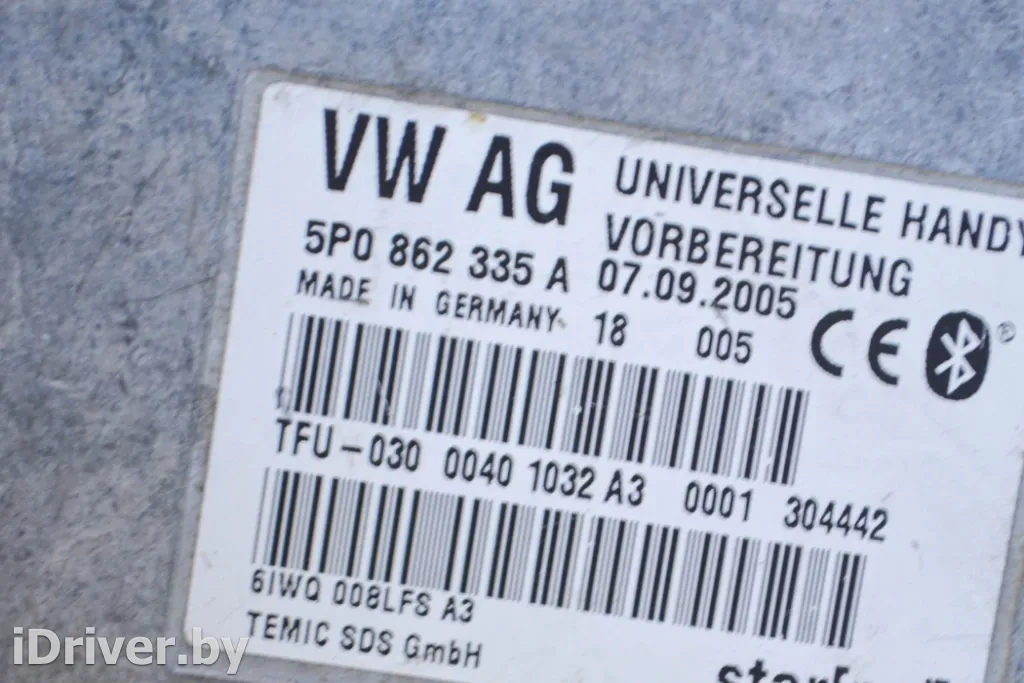 VW AG
UNIVERSELLE HANDY
VORBEREITUNG
5P0 862 335 A 07.09.2005
MADE IN GERMANY 18 005
CE
TFU-030 0040 1032 A3 0001 304442
6IWQ 008LFS A3
TEMIC SDS GmbH
iDriver.by